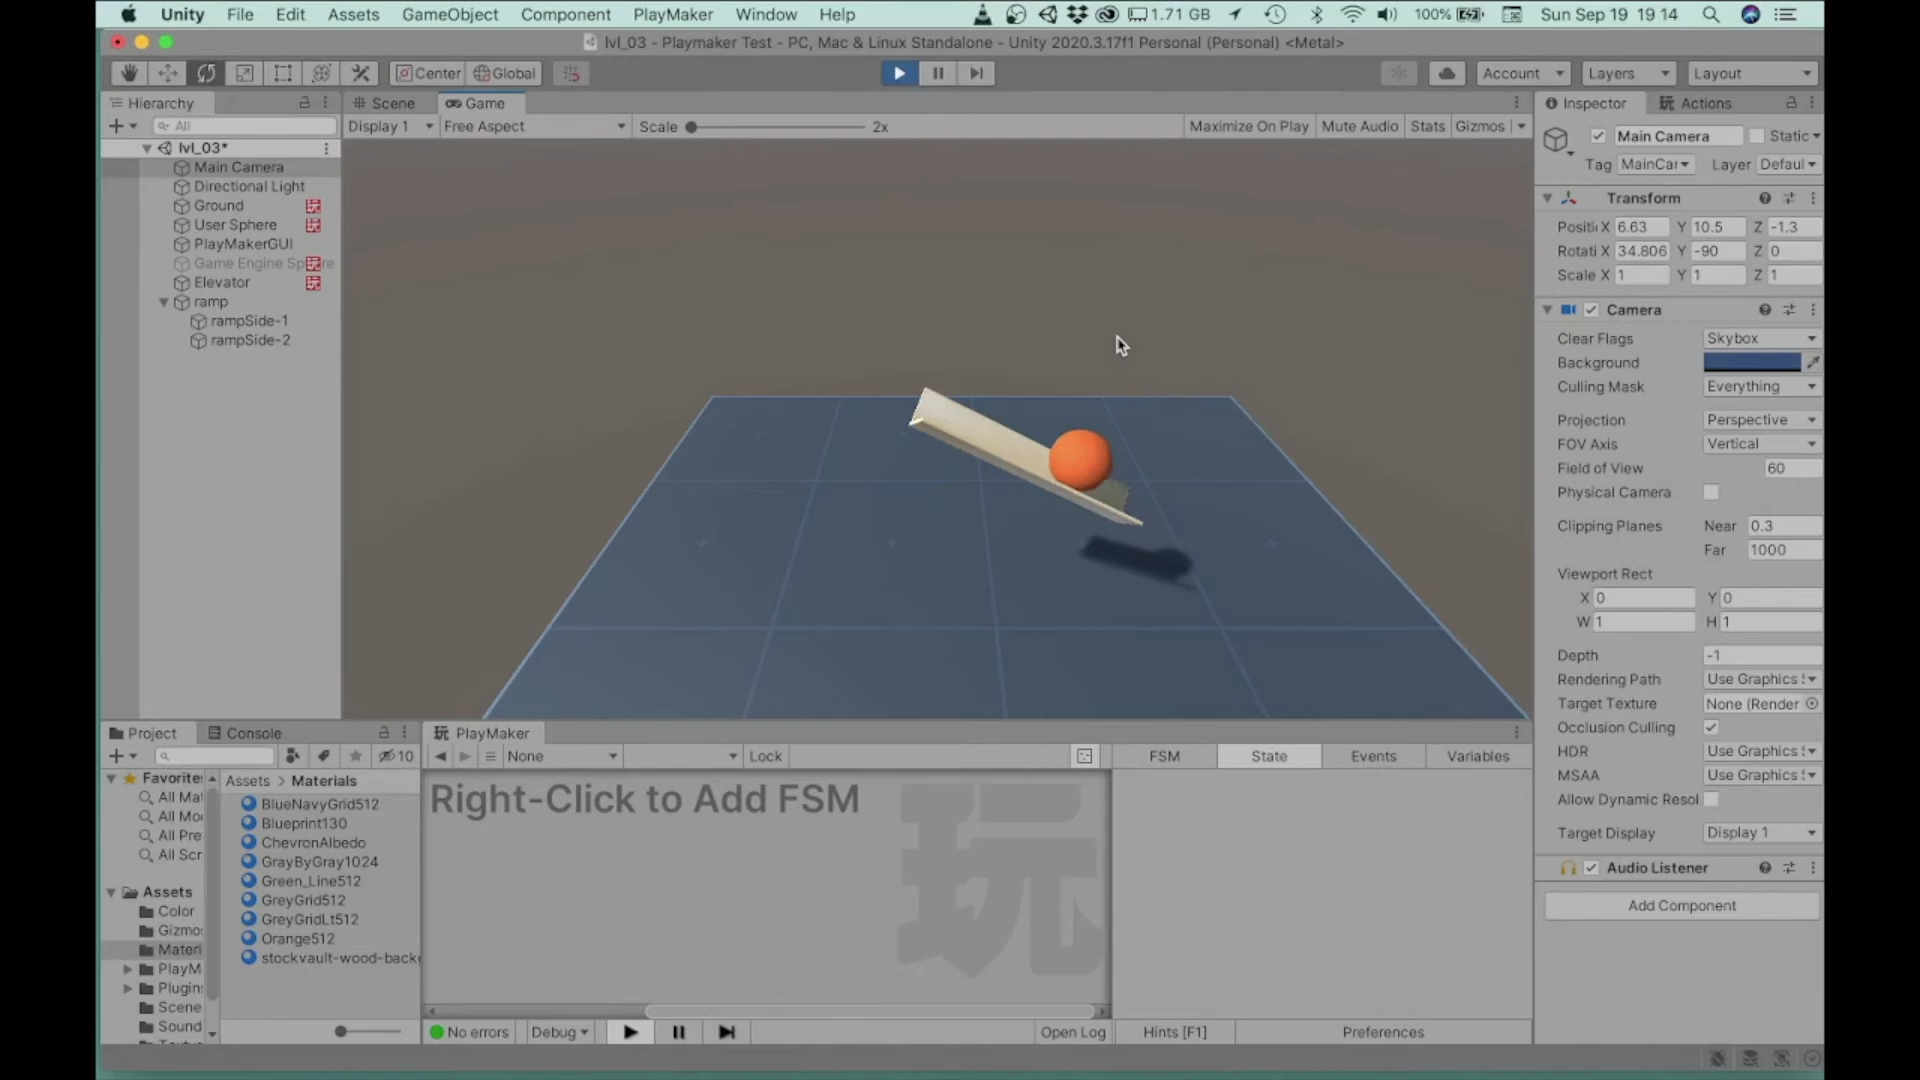 Unity File Edit Assets GameObject Component PlayMaker Window Help 1.71 GB 100% Sun Sep 19 19 14
lvl_03 - Playmaker Test - PC, Mac & Linux Standalone - Unity 2020.3.17f1 Personal (Personal) <Metal>
Center Global Account Layers Layout
Hierarchy
All
lvl_03*
Main Camera
Directional Light
Ground
User Sphere
PlayMakerGUI
Game Engine Sp re
Elevator
ramp
rampSide-1
rampSide-2
Scene Game
Display 1 Free Aspect Scale 2x Maximize On Play Mute Audio Stats Gizmos
Inspector Actions
Main Camera Static
Tag MainCar Layer Defaul
Transform
Positi X 6.63 Y 10.5 Z -1.3
Rotati X 34.806 Y -90 Z 0
Scale X 1 Y 1 Z 1
Camera
Clear Flags Skybox
Background
Culling Mask Everything
Projection Perspective
FOV Axis Vertical
Field of View 60
Physical Camera
Clipping Planes Near 0.3
Far 1000
Viewport Rect
X 0 Y 0
W 1 H 1
Depth -1
Rendering Path Use Graphics
Target Texture None (Render
Occlusion Culling
HDR Use Graphics
MSAA Use Graphics
Allow Dynamic Resol
Target Display Display 1
Audio Listener
Add Component
Project Console
10
Favorite
All Ma
All Mo
All Pre
All Scr
Assets
Color
Gizmo
Materi
PlayM
Plugin
Scene
Sound
Assets > Materials
BlueNavyGrid512
Blueprint130
ChevronAlbedo
GrayByGray1024
Green_Line512
GreyGrid512
GreyGridLt512
Orange512
stockvault-wood-back
玩 PlayMaker
None Lock FSM State Events Variables
Right-Click to Add FSM
玩
No errors Debug Open Log Hints [F1] Preferences